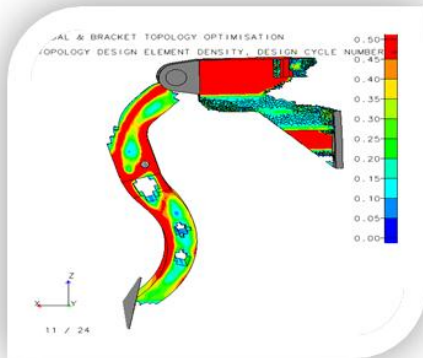 & BRACKET TOPOLOGY OPTIMISATION
TOPOLOGY DESIGN ELEMENT DENSITY, DESIGN CYCLE NUMBER
0.50
0.45
0.40
0.35
0.30
0.25
0.20
0.15
0.10
0.05
0.00
Z
X
Y
11 / 24